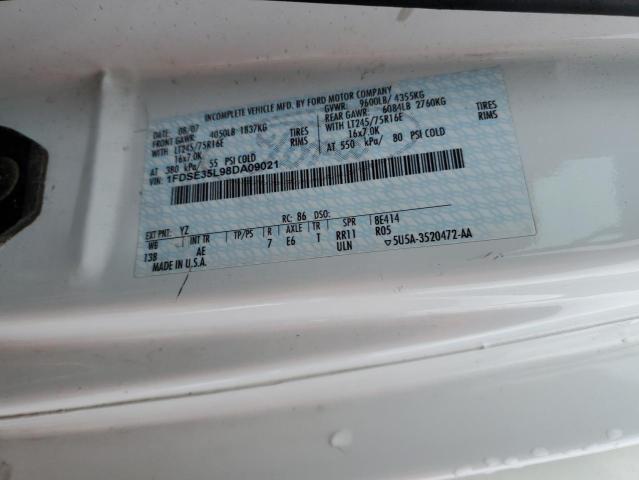 INCOMPLETE VEHICLE MFD. BY FORD MOTOR COMPANY
DATE: 08/07 GVWR: 9600LB/ 4355KG
FRONT GAWR: 4050LB 1837KG REAR GAWR: 6084LB 2760KG
WITH LT245/75R16E TIRES WITH LT245/75R16E TIRES
16x7.0K RIMS 16x7.0K RIMS
AT 380 kPa/ 55 PSI COLD AT 550 kPa/ 80 PSI COLD
VIN: 1FDSE35L98DA09021
EXT PNT: YZ RC: 86 DSO:
WB INT TR TP/PS R AXLE TR SPR 8E414
138 AE 7 E6 T RR11 R05
MADE IN U.S.A. ULN ▽5U5A-3520472-AA